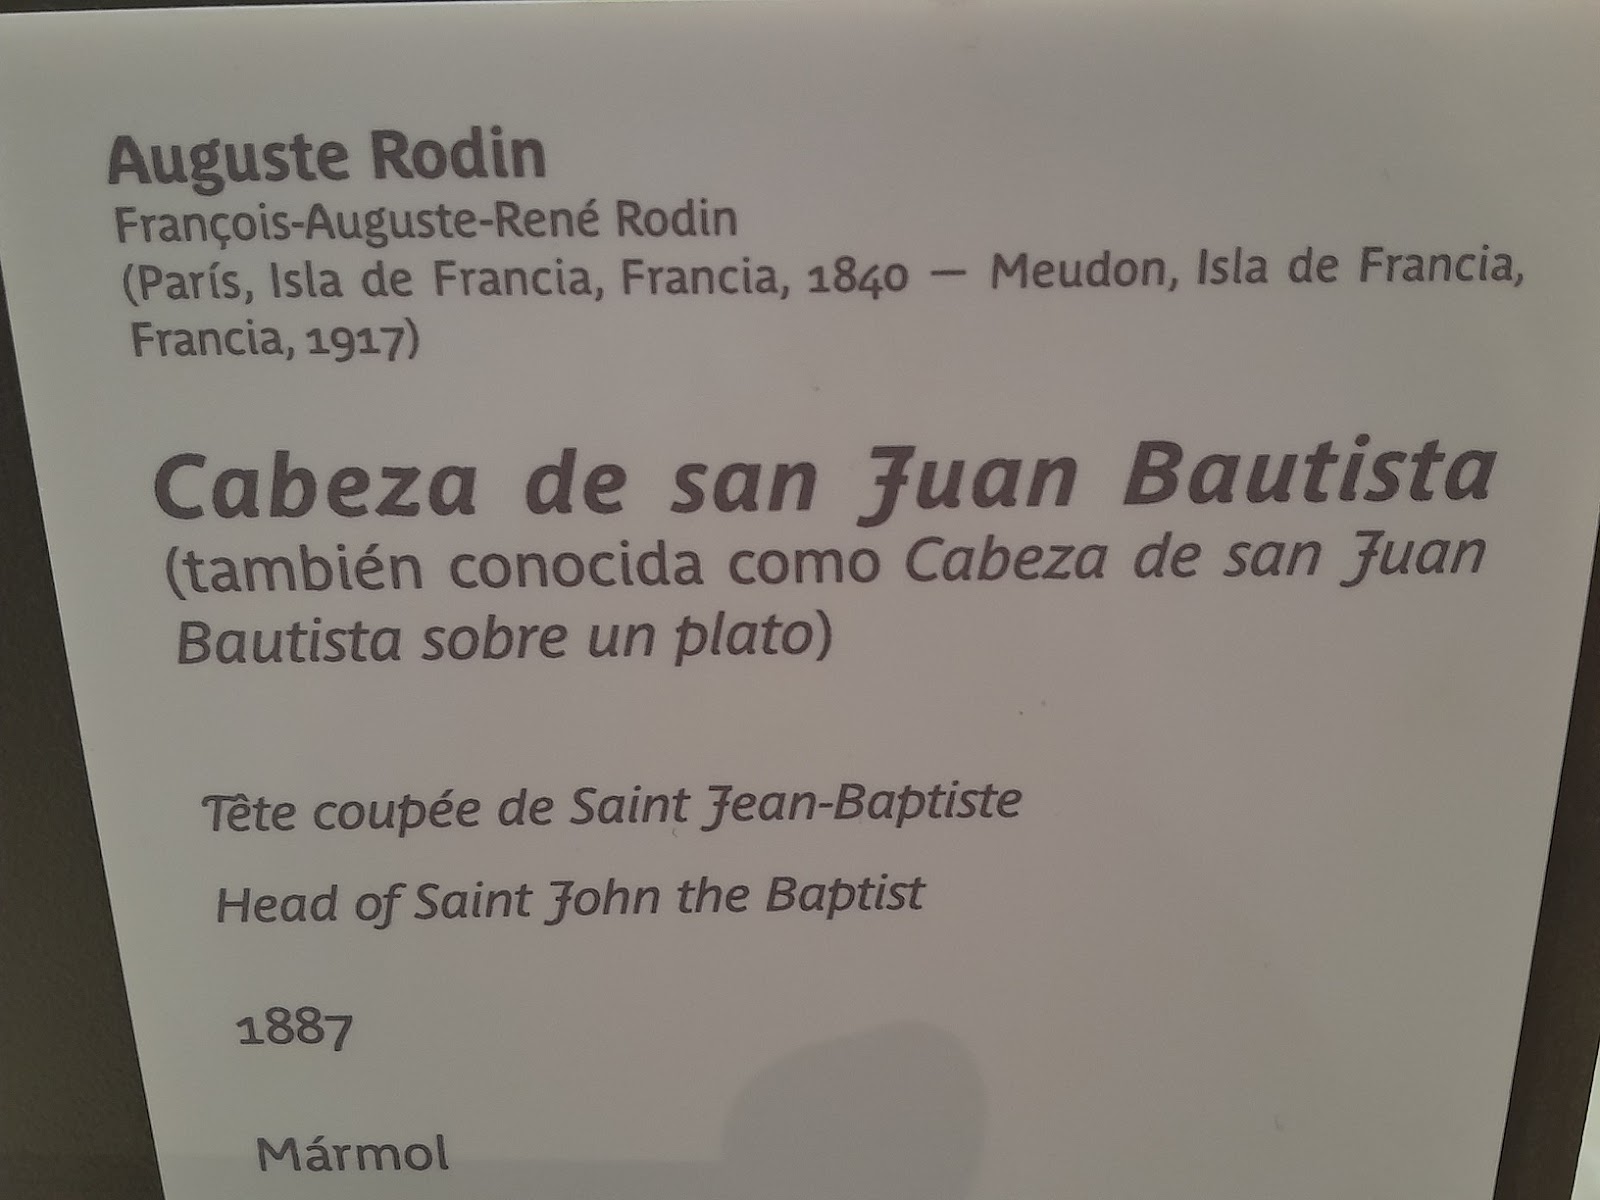 Auguste Rodin
François-Auguste-René Rodin
(París, Isla de Francia, Francia, 1840 — Meudon, Isla de Francia,
Francia, 1917)
Cabeza de san Juan Bautista
(también conocida como Cabeza de san Juan
Bautista sobre un plato)
Tête coupée de Saint Jean-Baptiste
Head of Saint John the Baptist
1887
Mármol